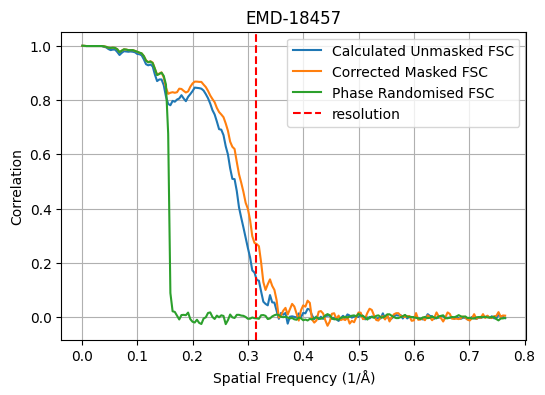 EMD-18457
Calculated Unmasked FSC
Corrected Masked FSC
Phase Randomised FSC
resolution
Correlation
1.0
0.8
0.6
0.4
0.2
0.0
0.0 0.1 0.2 0.3 0.4 0.5 0.6 0.7 0.8
Spatial Frequency (1/Å)